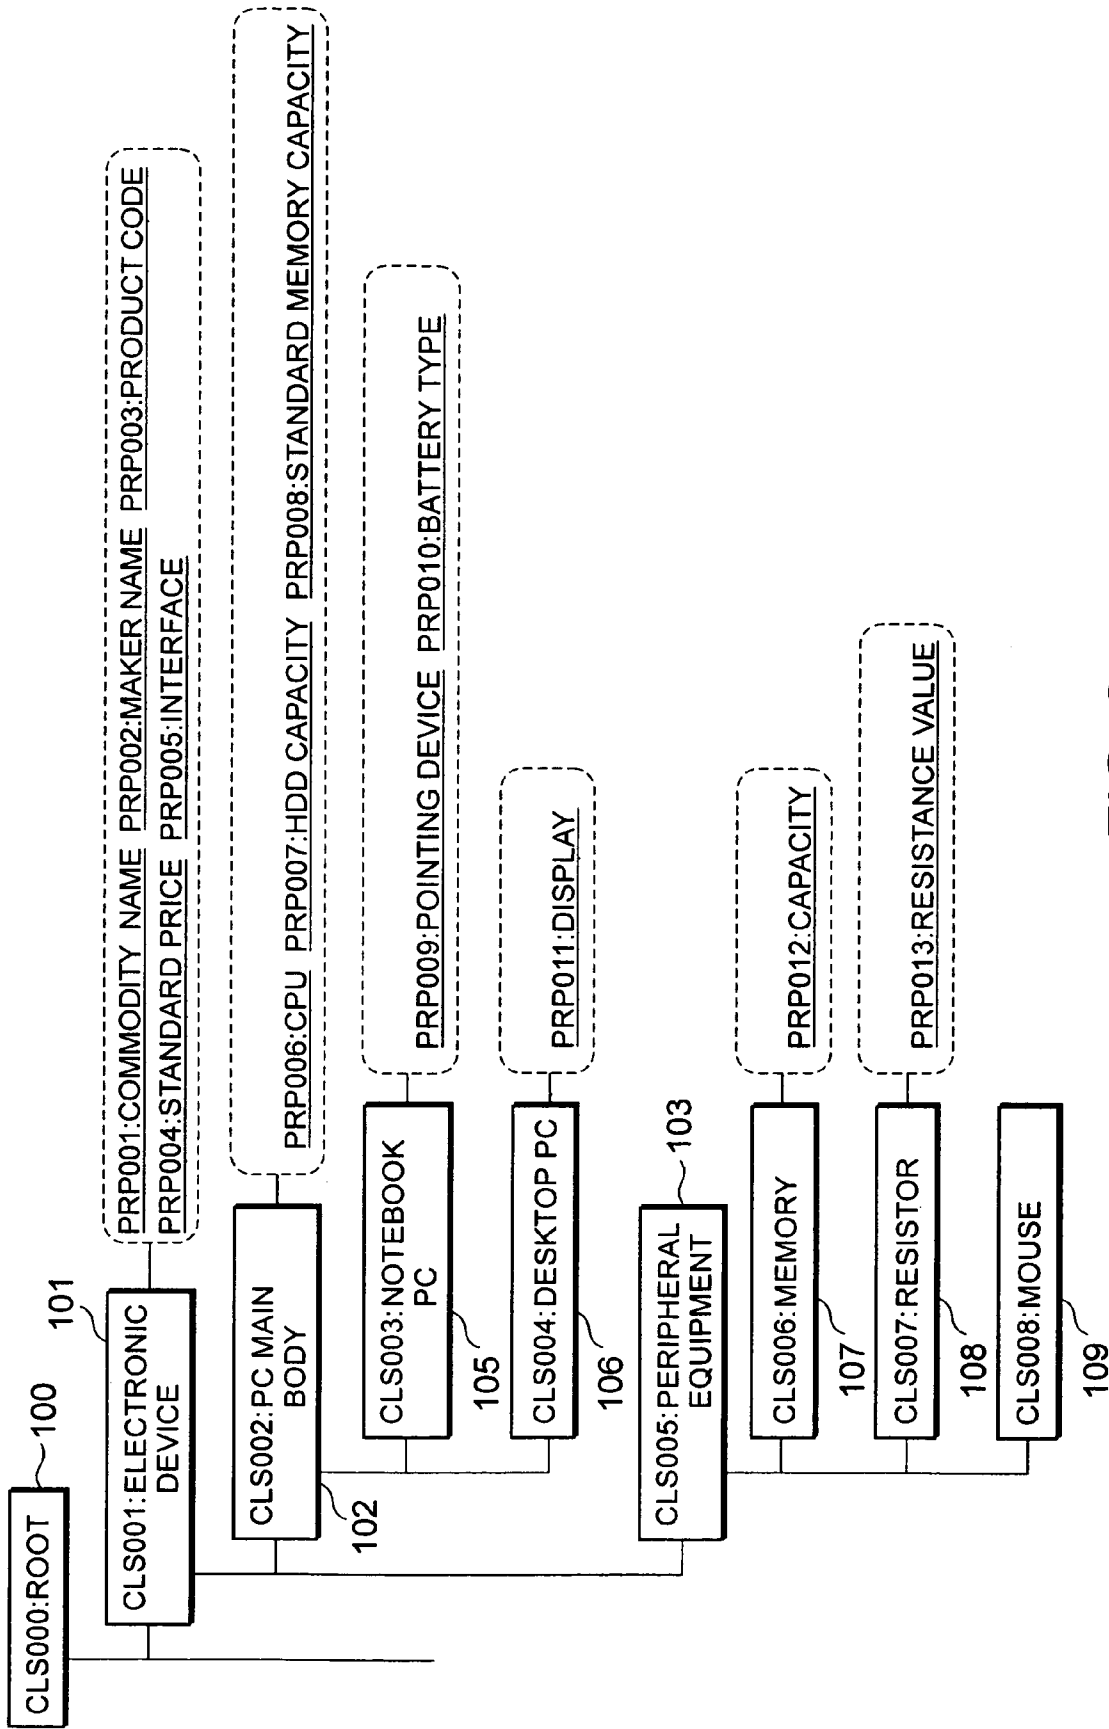 CLS000:ROOT
100
CLS001:ELECTRONIC
DEVICE
101
PRP001:COMMODITY NAME PRP002:MAKER NAME PRP003:PRODUCT CODE
PRP004:STANDARD PRICE PRP005:INTERFACE
CLS002:PC MAIN
BODY
102
PRP006:CPU PRP007:HDD CAPACITY PRP008:STANDARD MEMORY CAPACITY
CLS003:NOTEBOOK
PC
105
PRP009:POINTING DEVICE PRP010:BATTERY TYPE
CLS004:DESKTOP PC
106
PRP011:DISPLAY
CLS005:PERIPHERAL
EQUIPMENT
103
CLS006:MEMORY
107
PRP012:CAPACITY
CLS007:RESISTOR
108
PRP013:RESISTANCE VALUE
CLS008:MOUSE
109